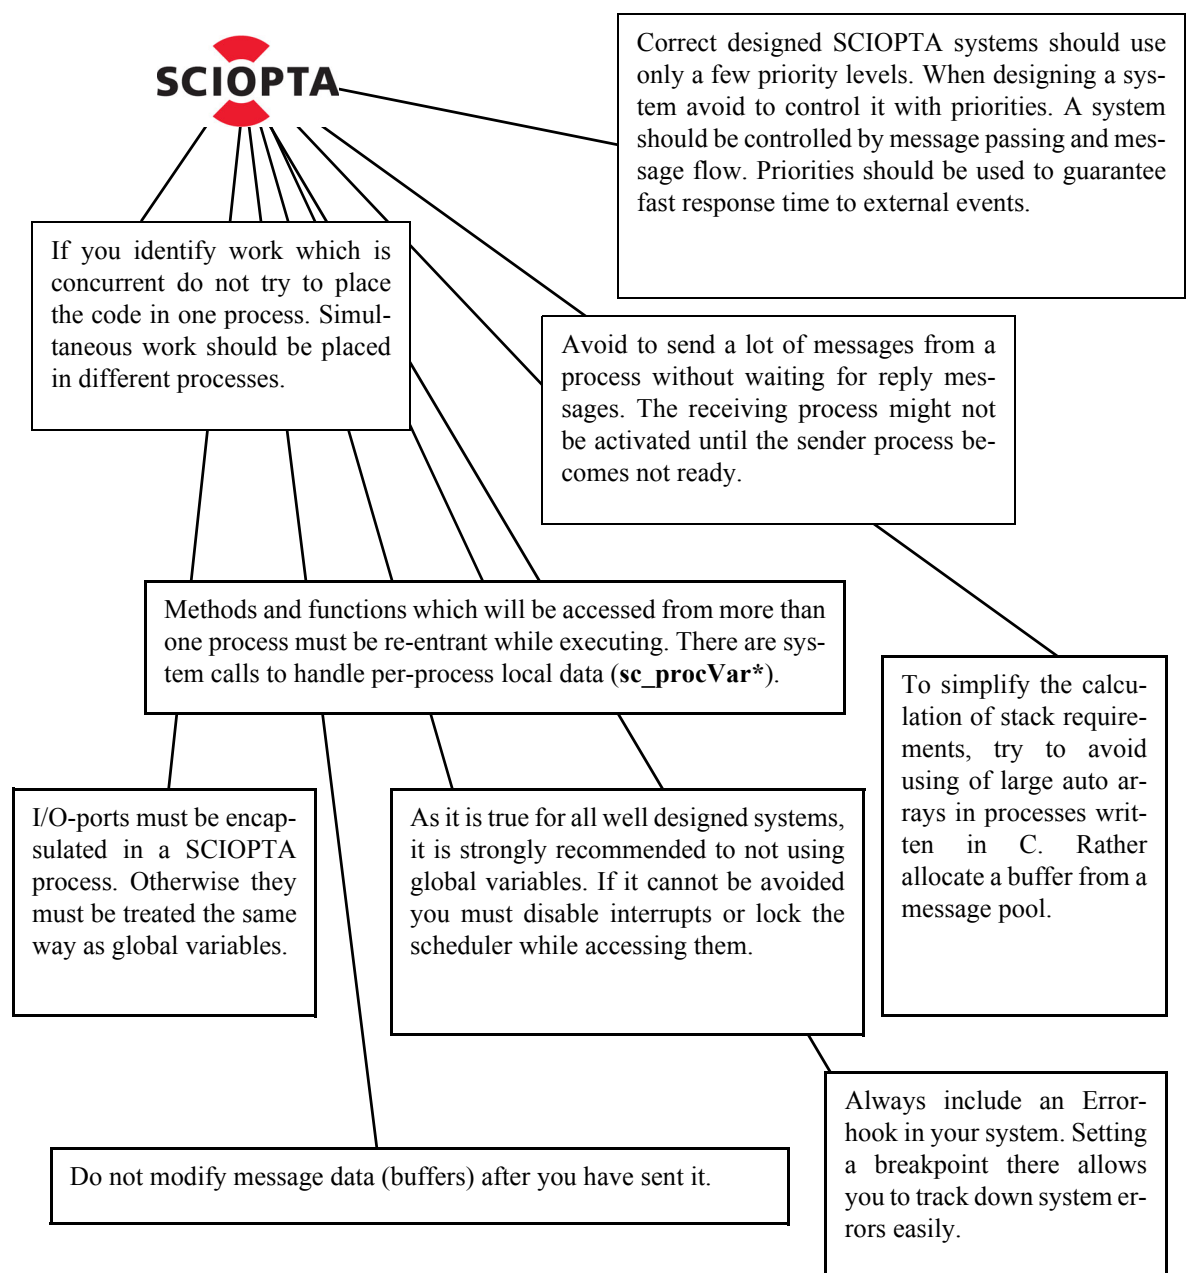 SCIOPTA
Correct designed SCIOPTA systems should use
only a few priority levels. When designing a sys-
tem avoid to control it with priorities. A system
should be controlled by message passing and mes-
sage flow. Priorities should be used to guarantee
fast response time to external events.
If you identify work which is
concurrent do not try to place
the code in one process. Simul-
taneous work should be placed
in different processes.
Avoid to send a lot of messages from a
process without waiting for reply mes-
sages. The receiving process might not
be activated until the sender process be-
comes not ready.
Methods and functions which will be accessed from more than
one process must be re-entrant while executing. There are sys-
tem calls to handle per-process local data (sc_procVar*).
To simplify the calcu-
lation of stack require-
ments, try to avoid
using of large auto ar-
rays in processes writ-
ten in C. Rather
allocate a buffer from a
message pool.
I/O-ports must be encap-
sulated in a SCIOPTA
process. Otherwise they
must be treated the same
way as global variables.
As it is true for all well designed systems,
it is strongly recommended to not using
global variables. If it cannot be avoided
you must disable interrupts or lock the
scheduler while accessing them.
Always include an Error-
hook in your system. Setting
a breakpoint there allows
you to track down system er-
rors easily.
Do not modify message data (buffers) after you have sent it.